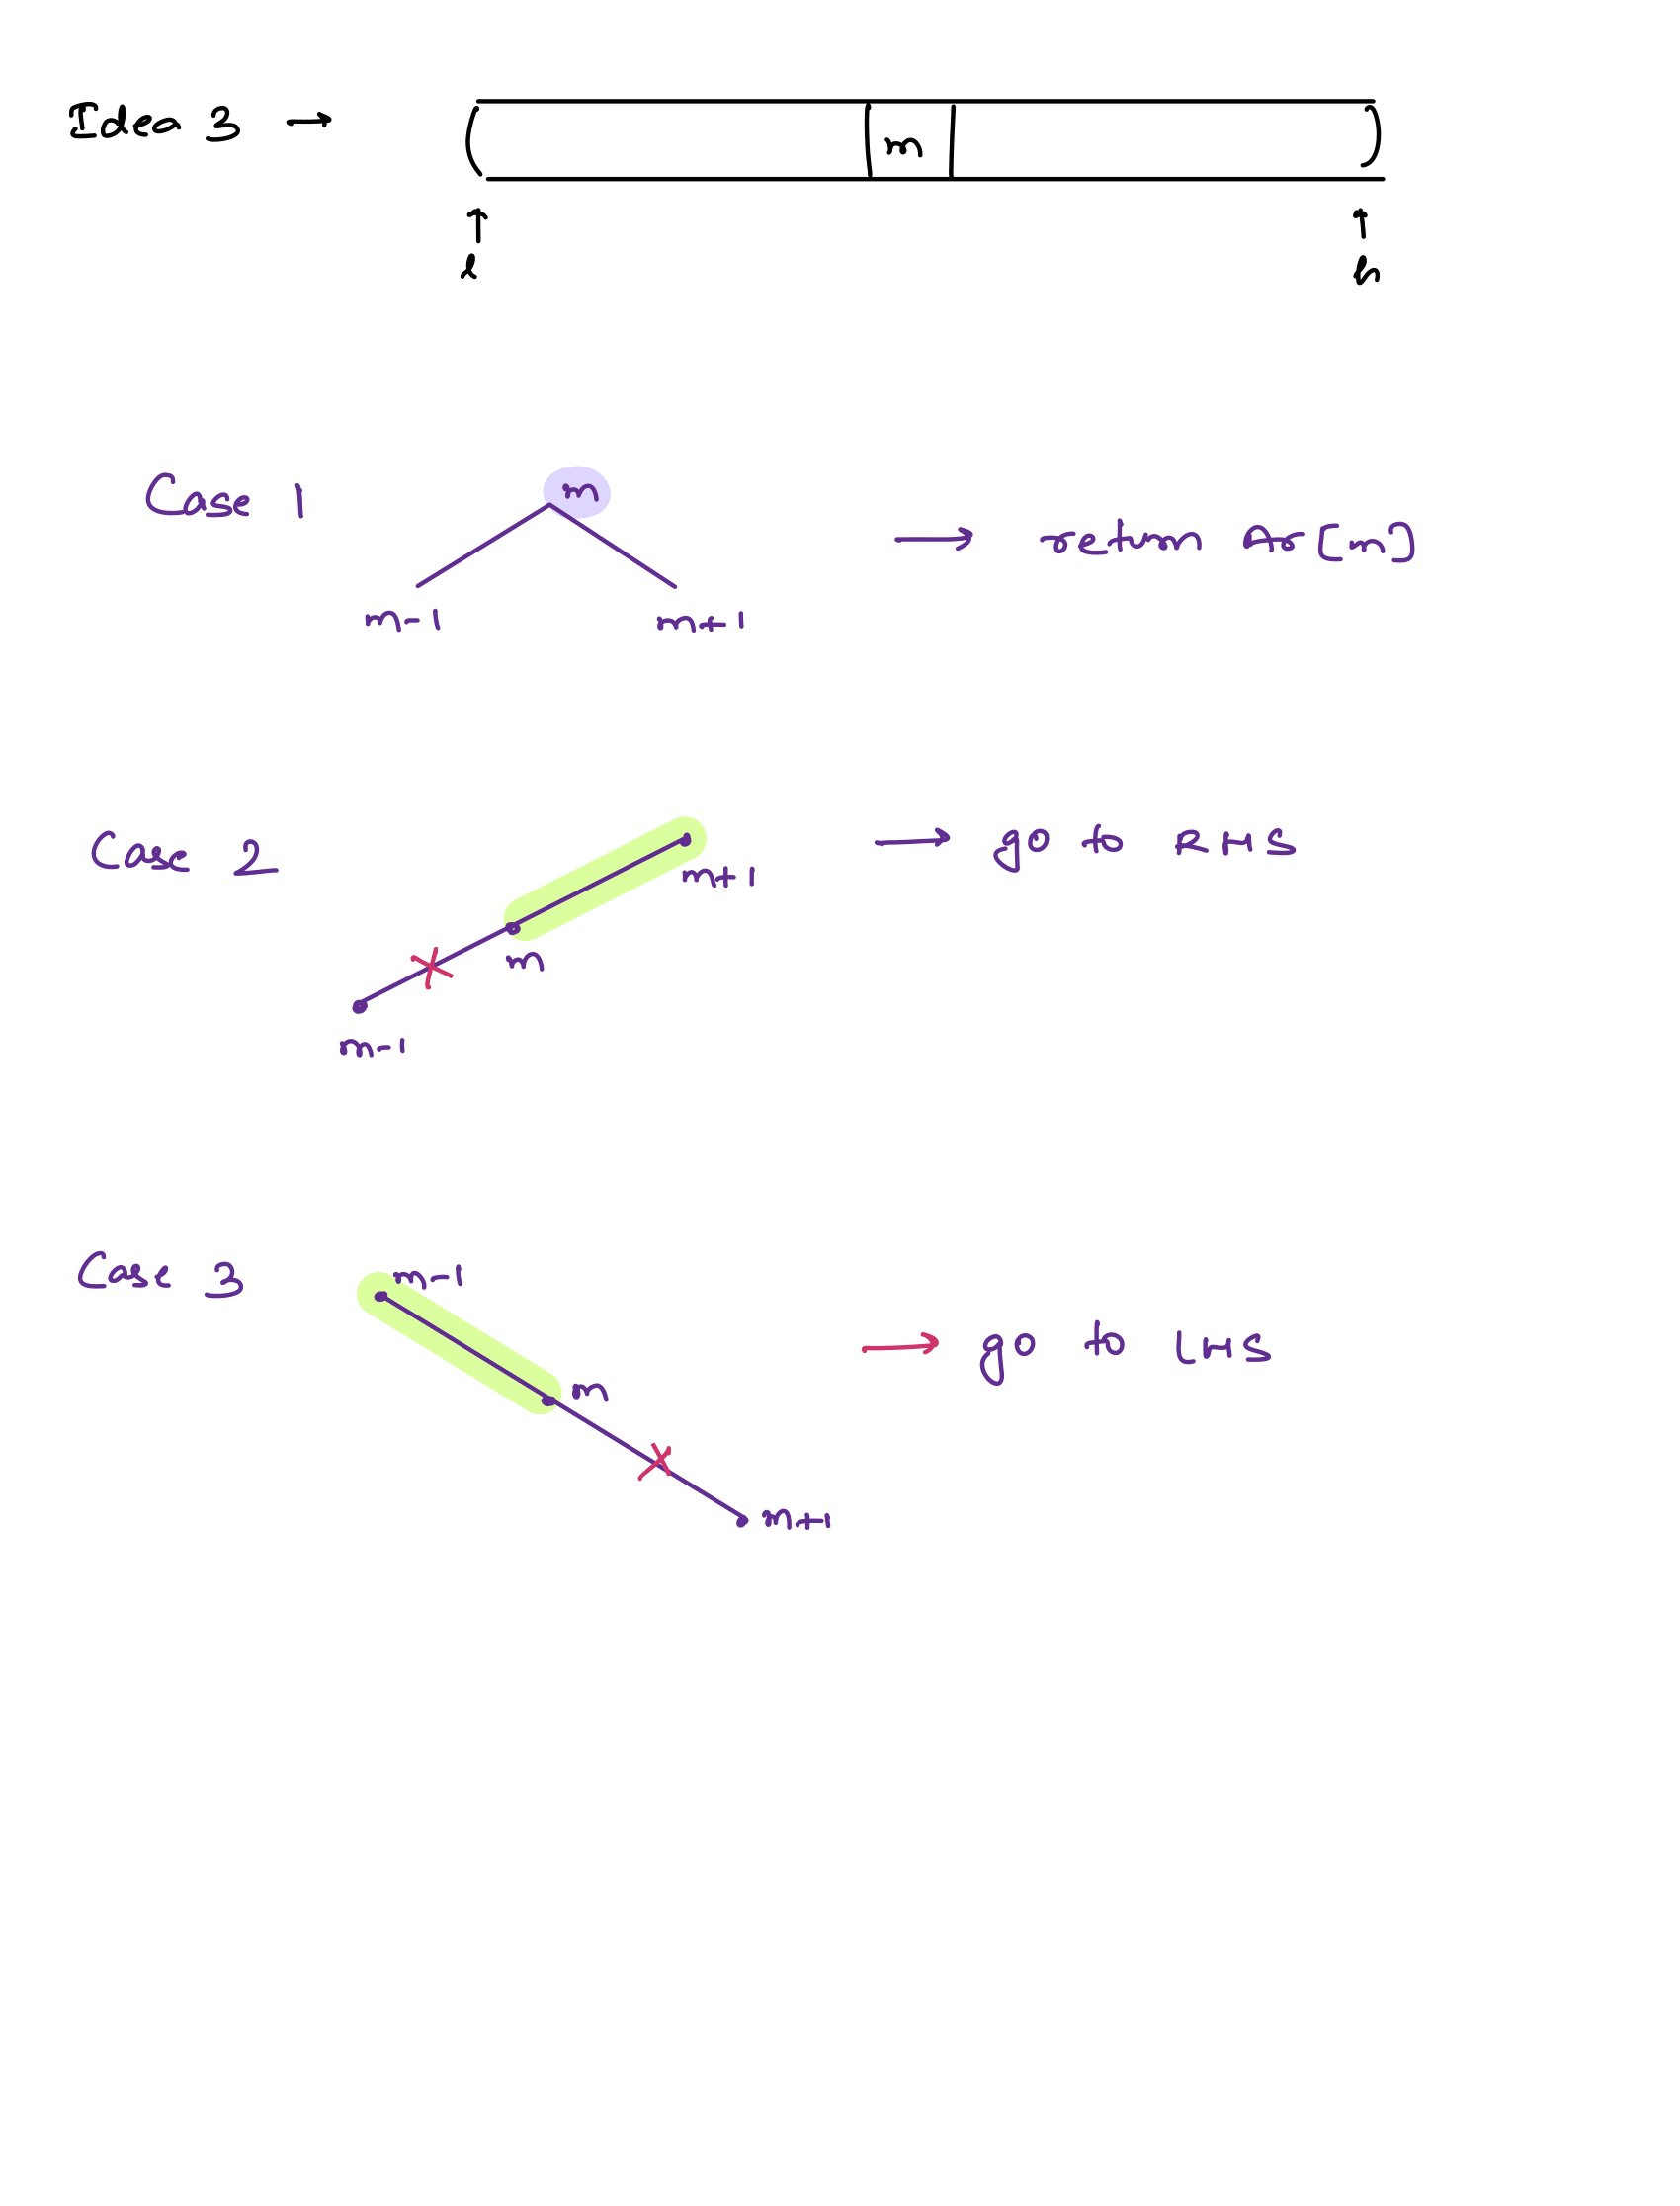 Idea 3 →
m
l h
Case 1
m
m-1 m+1
→ return Ar[m]
Case 2
m+1
m
m-1
→ go to RHS
Case 3
m-1
m
m+1
→ go to LHS